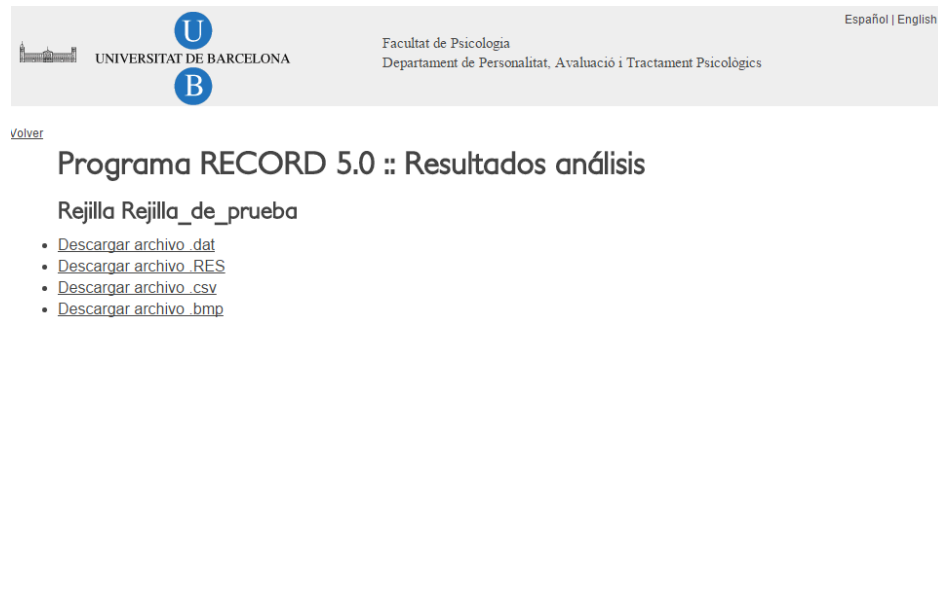 Español | English
U
UNIVERSITAT DE BARCELONA
B
Facultat de Psicologia
Departament de Personalitat, Avaluació i Tractament Psicològics
Volver
Programa RECORD 5.0 :: Resultados análisis
Rejilla Rejilla_de_prueba
Descargar archivo .dat
Descargar archivo .RES
Descargar archivo .csv
Descargar archivo .bmp